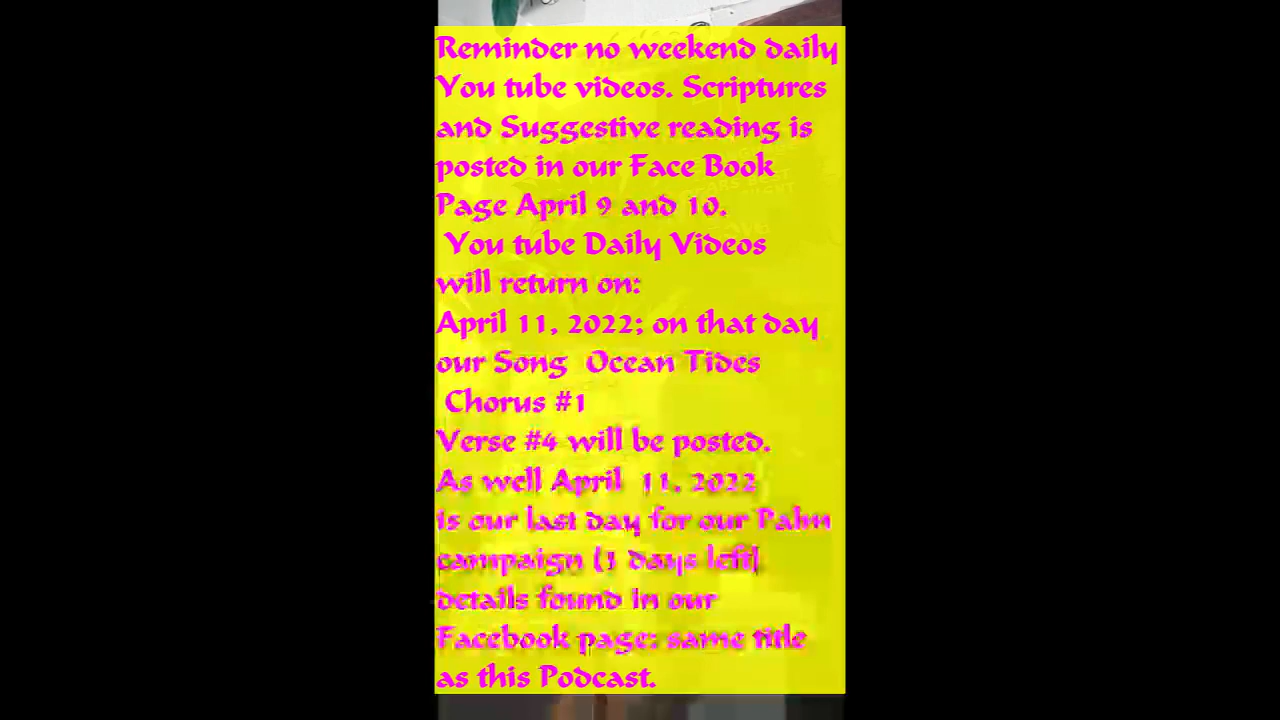 Reminder no weekend daily
You tube videos. Scriptures
and Suggestive reading is
posted in our Face Book
Page April 9 and 10.
You tube Daily Videos
will return on:
April 11, 2022; on that day
our Song Ocean Tides
Chorus #1
Verse #4 will be posted.
As well April 11, 2022
is our last day for our Palm
campaign (3 days left)
details found in our
Facebook page: same title
as this Podcast.